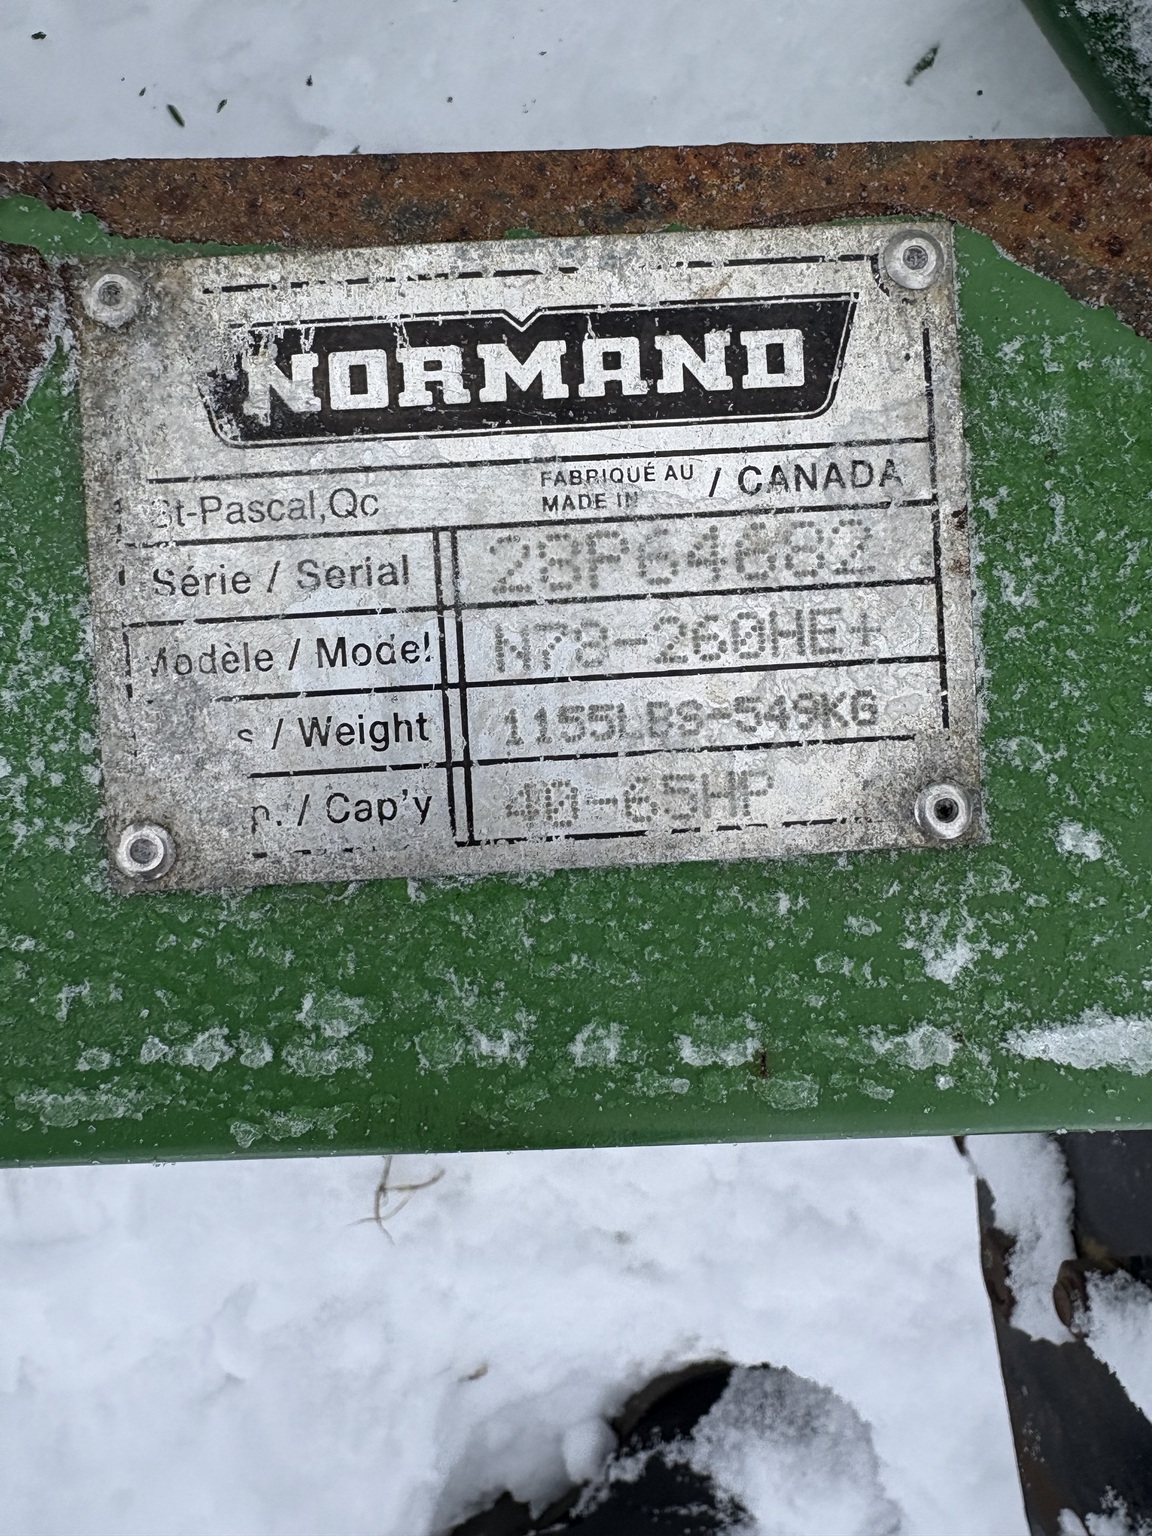 NORMAND
St-Pascal,Qc FABRIQUÉ AU MADE IN / CANADA
Série / Serial 28P64682
Modèle / Model N78-260HE+
s / Weight 1155LBS-549KG
p. / Cap'y 40-65HP